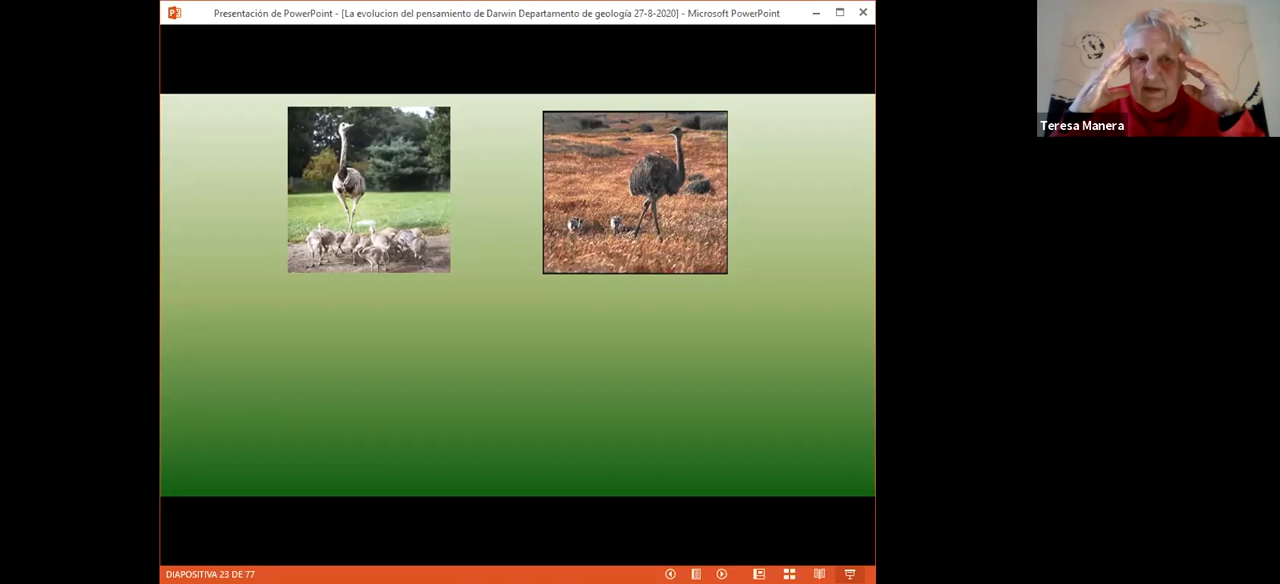 Presentación de PowerPoint - [La evolucion del pensamiento de Darwin Departamento de geología 27-8-2020] - Microsoft PowerPoint
Teresa Manera
DIAPOSITIVA 23 DE 77